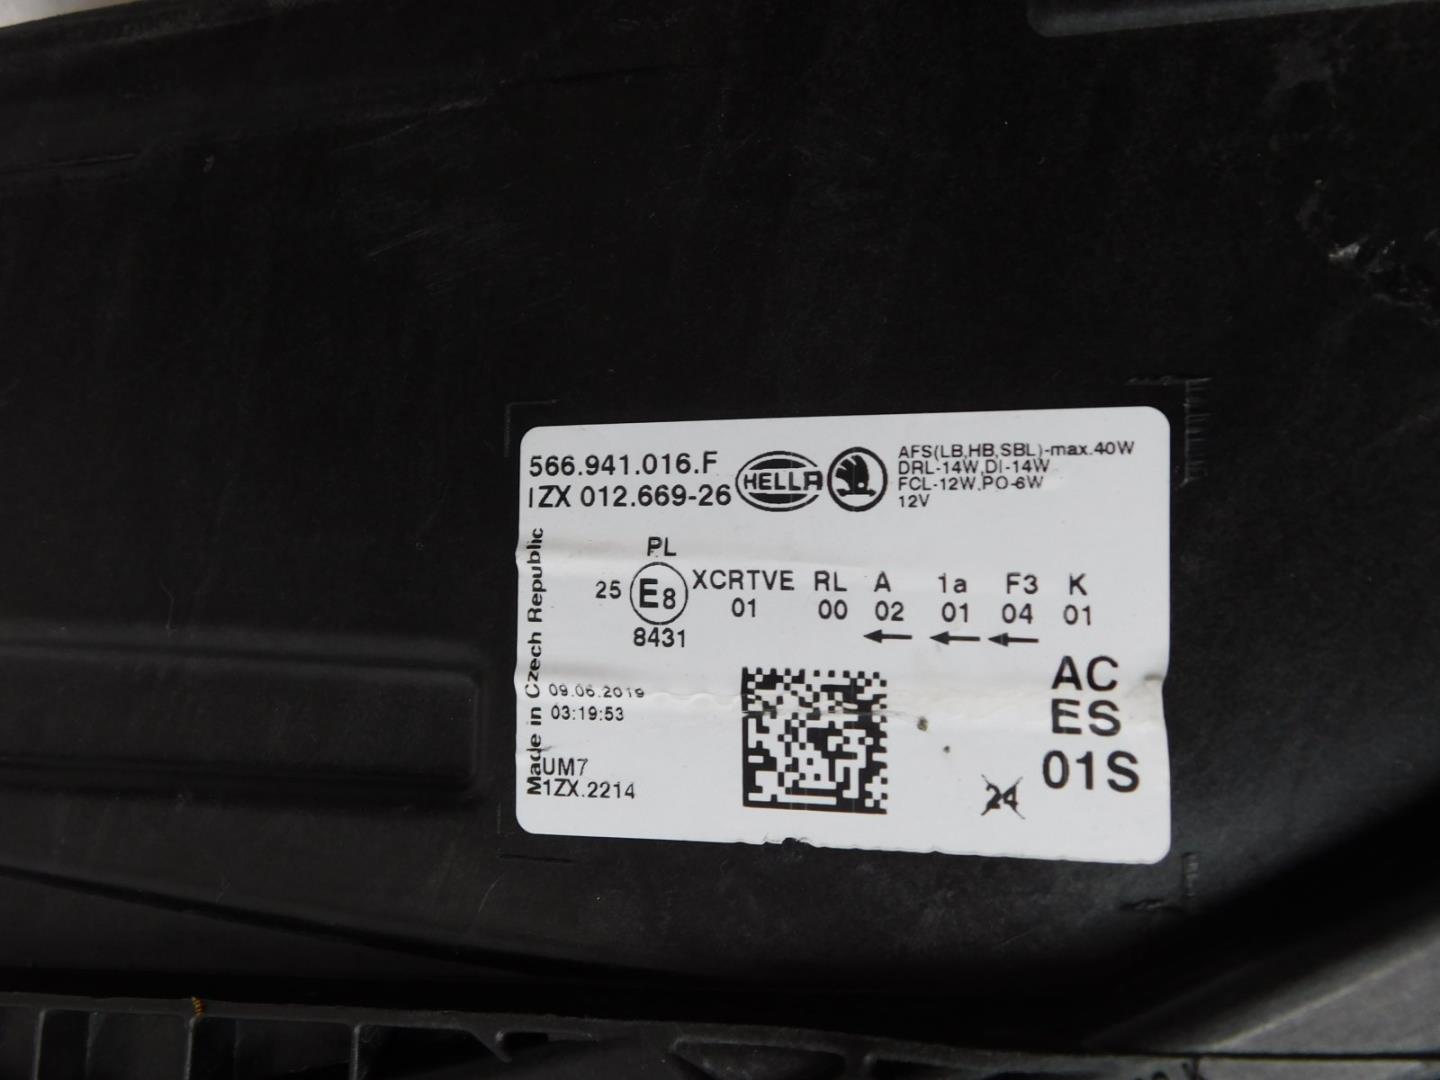 566.941.016.F
1ZX 012.669-26
HELLA
AFS(LB,HB,SBL)-max.40W
DRL-14W,DI-14W
FCL-12W,PO-6W
12V
PL
25 E8 XCRTVE RL A 1a F3 K
01 00 02 01 04 01
8431
Made in Czech Republic
09.06.2019
03:19:53
UM7
1ZX.2214
AC
ES
01S
24